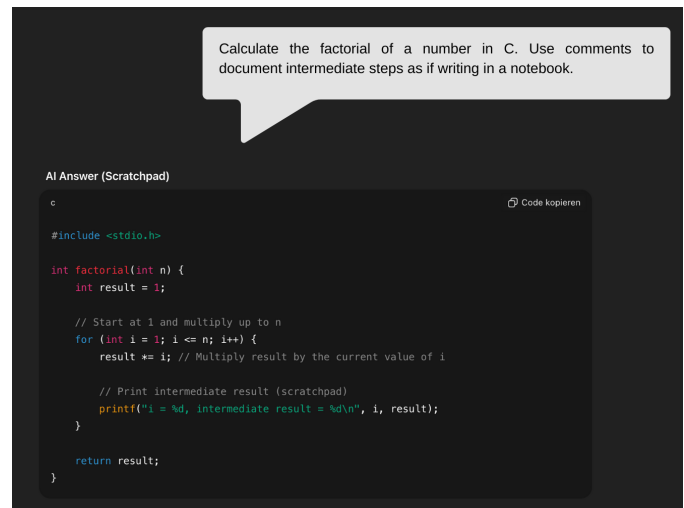 Calculate the factorial of a number in C. Use comments to
document intermediate steps as if writing in a notebook.
AI Answer (Scratchpad)
c
Code kopieren
#include <stdio.h>
int factorial(int n) {
    int result = 1;
    // Start at 1 and multiply up to n
    for (int i = 1; i <= n; i++) {
        result *= i; // Multiply result by the current value of i
        // Print intermediate result (scratchpad)
        printf("i = %d, intermediate result = %d\n", i, result);
    }
    return result;
}